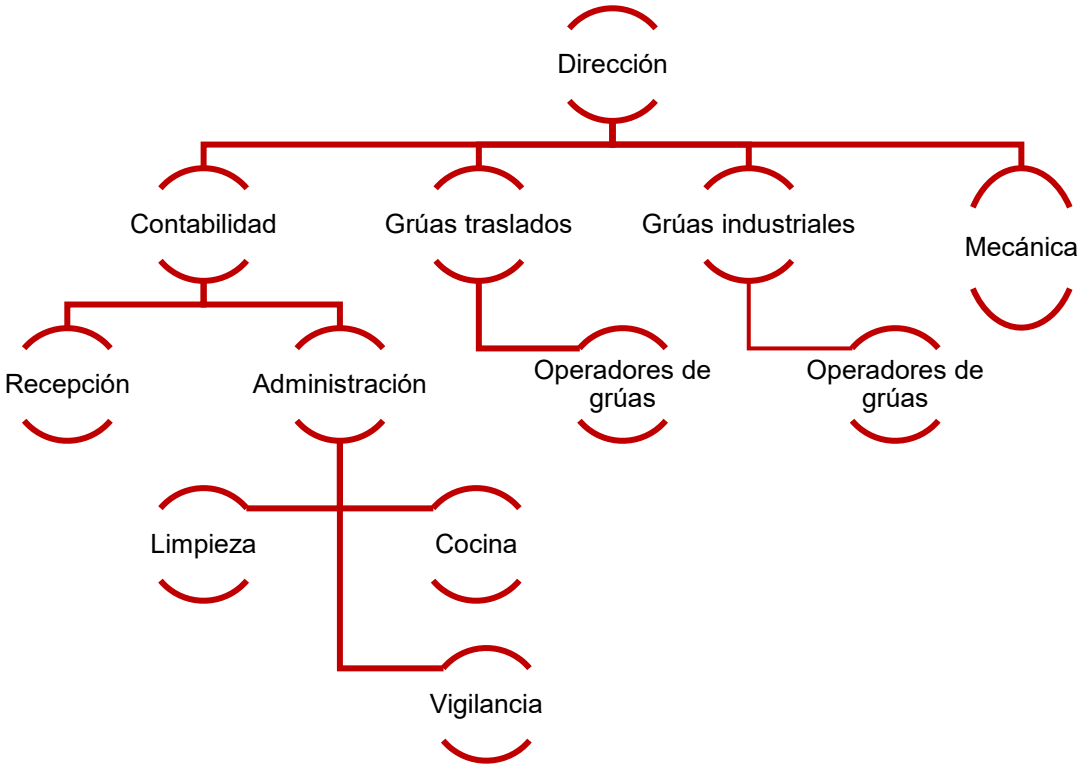 Dirección
Contabilidad
Grúas traslados
Grúas industriales
Mecánica
Recepción
Administración
Operadores de
grúas
Operadores de
grúas
Limpieza
Cocina
Vigilancia